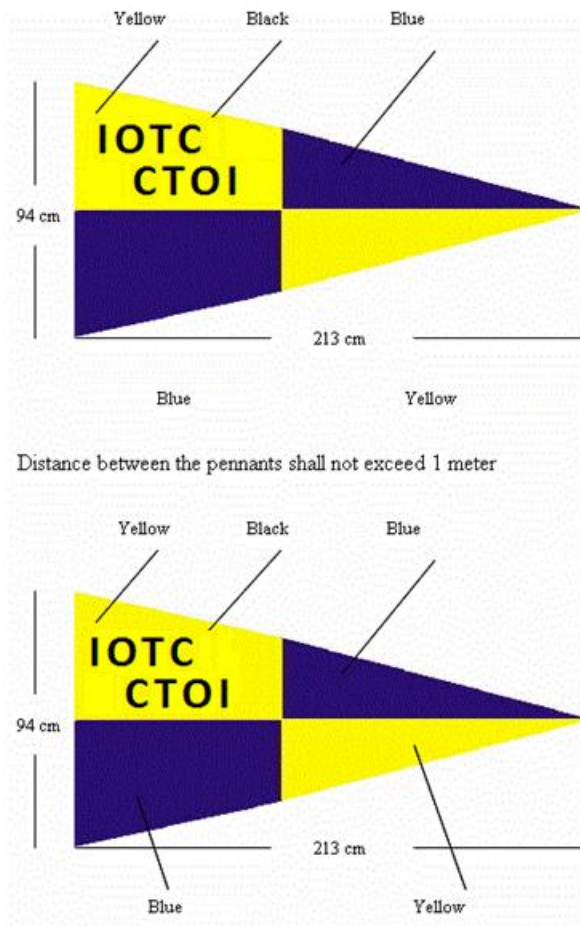 Yellow Black Blue
IOTC
CTOI
94 cm
213 cm
Blue Yellow
Distance between the pennants shall not exceed 1 meter
Yellow Black Blue
IOTC
CTOI
94 cm
213 cm
Blue Yellow